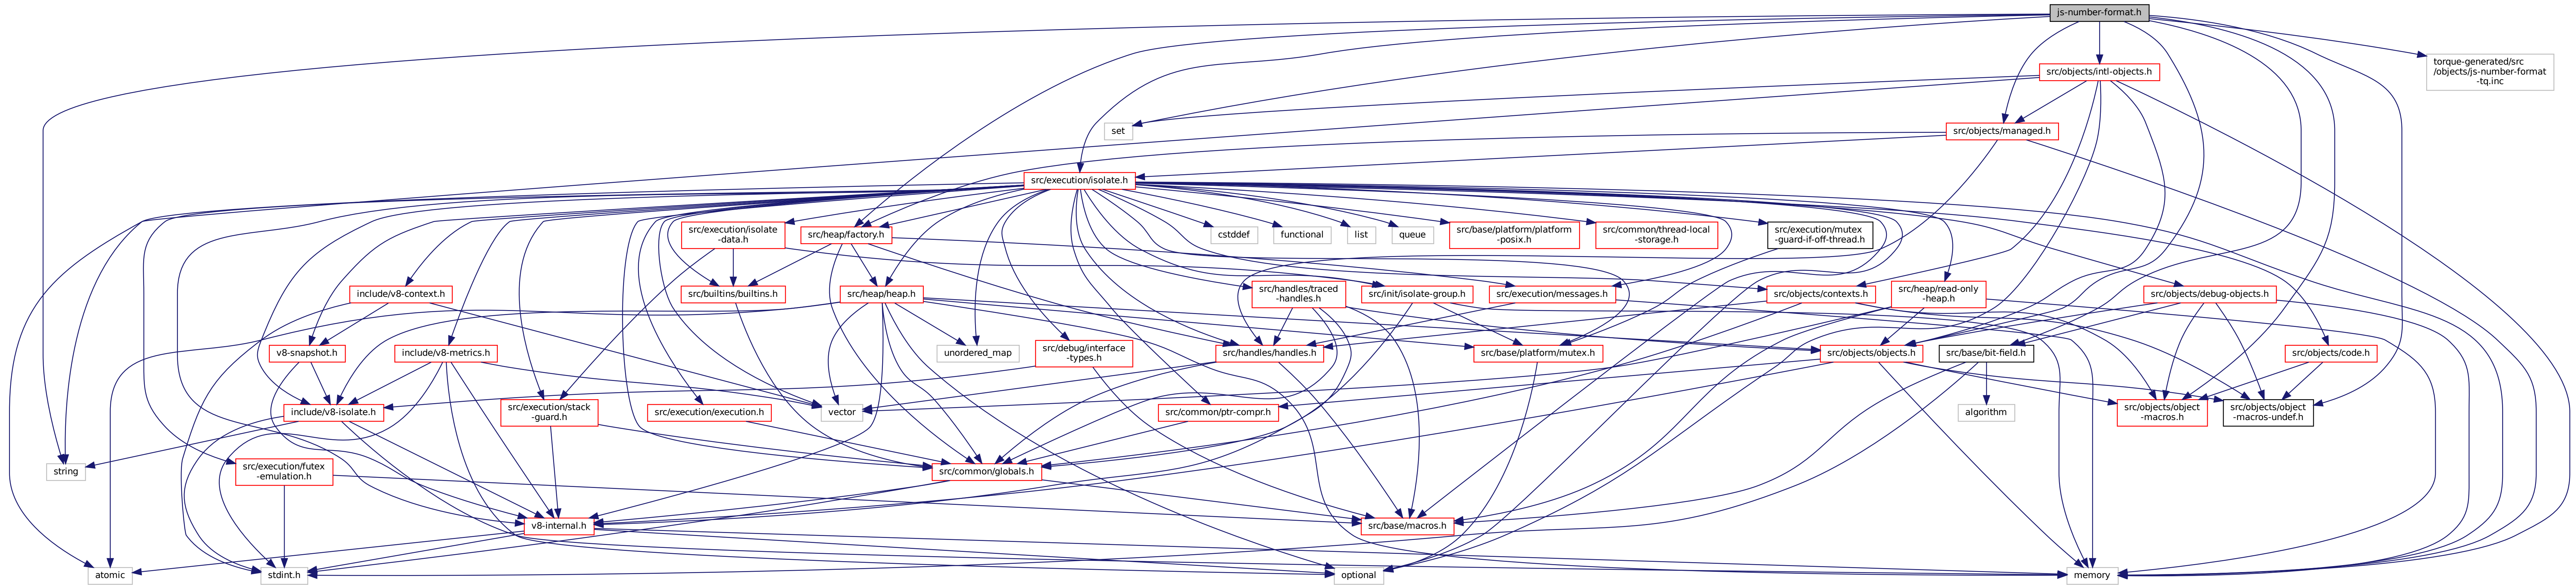 js-number-format.h
src/objects/intl-objects.h
torque-generated/src
/objects/js-number-format
-tq.inc
set
src/objects/managed.h
src/execution/isolate.h
src/execution/isolate
-data.h
src/heap/factory.h
cstddef
functional
list
queue
src/base/platform/platform
-posix.h
src/common/thread-local
-storage.h
src/execution/mutex
-guard-if-off-thread.h
include/v8-context.h
src/builtins/builtins.h
src/heap/heap.h
src/handles/traced
-handles.h
src/init/isolate-group.h
src/execution/messages.h
src/objects/contexts.h
src/heap/read-only
-heap.h
src/objects/debug-objects.h
v8-snapshot.h
include/v8-metrics.h
unordered_map
src/debug/interface
-types.h
src/handles/handles.h
src/base/platform/mutex.h
src/objects/objects.h
src/base/bit-field.h
src/objects/code.h
include/v8-isolate.h
src/execution/stack
-guard.h
src/execution/execution.h
vector
src/common/ptr-compr.h
algorithm
src/objects/object
-macros.h
src/objects/object
-macros-undef.h
string
src/execution/futex
-emulation.h
src/common/globals.h
v8-internal.h
src/base/macros.h
atomic
stdint.h
optional
memory